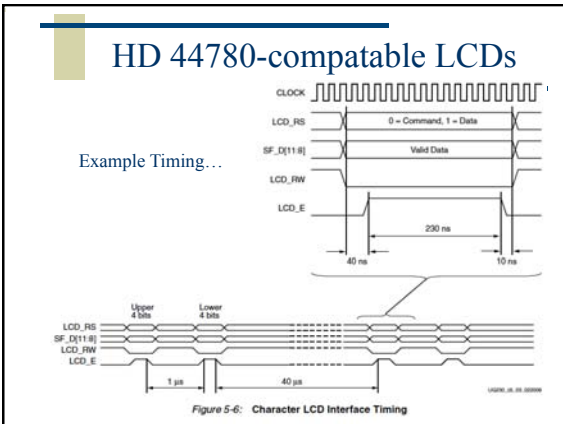 HD 44780-compatable LCDs
Example Timing…
CLOCK
LCD_RS
0 = Command, 1 = Data
SF_D[11:8]
Valid Data
LCD_RW
LCD_E
230 ns
40 ns
10 ns
Upper
4 bits
Lower
4 bits
LCD_RS
SF_D[11:8]
LCD_RW
LCD_E
1 µs
40 µs
Figure 5-6: Character LCD Interface Timing